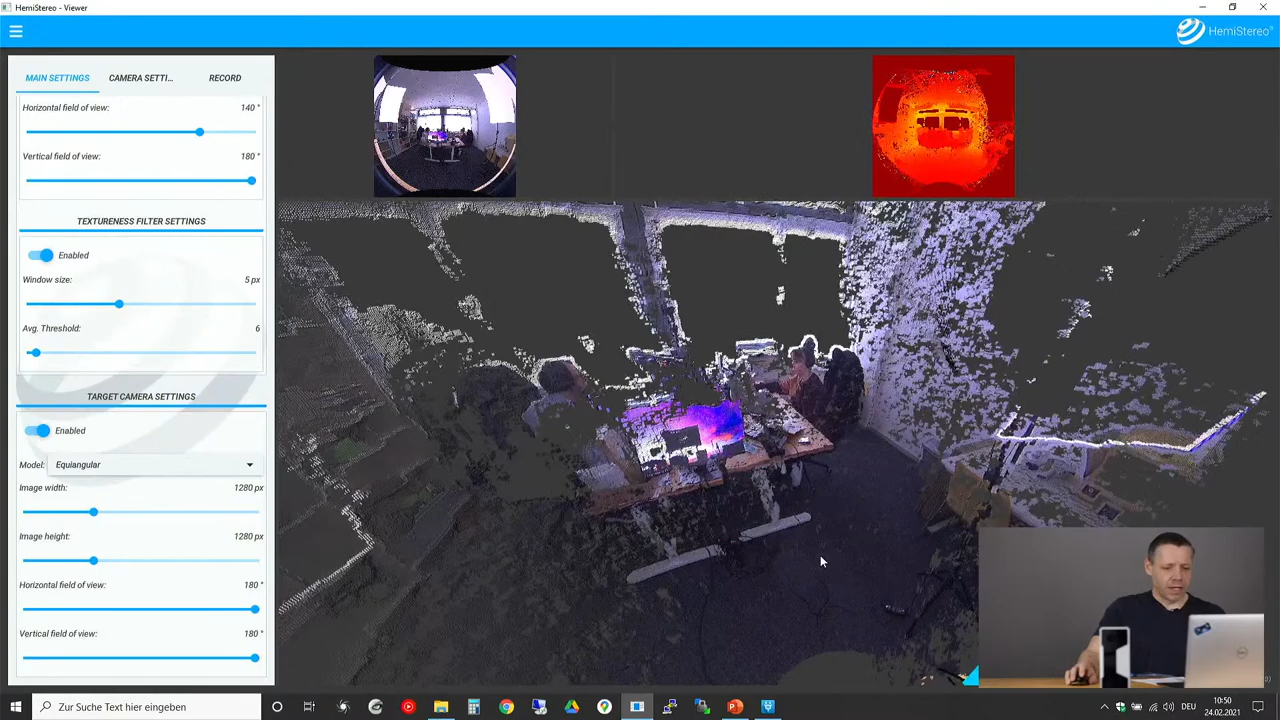 HemiStereo - Viewer
HemiStereo
MAIN SETTINGS
CAMERA SETTI...
RECORD
Horizontal field of view:
140 °
Vertical field of view:
180 °
TEXTURENESS FILTER SETTINGS
Enabled
Window size:
5 px
Avg. Threshold:
6
TARGET CAMERA SETTINGS
Enabled
Model:
Equiangular
Image width:
1280 px
Image height:
1280 px
Horizontal field of view:
180 °
Vertical field of view:
180 °
Zur Suche Text hier eingeben
DEU
10:50
24.02.2021